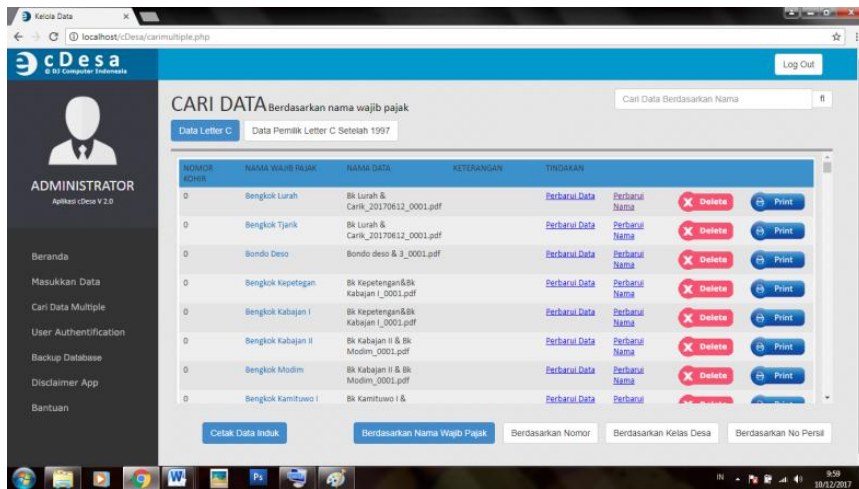 Kelola Data
localhost/cDesa/carimultiple.php
cDesa
© DJ Computer Indonesia
Log Out
ADMINISTRATOR
Aplikasi cDesa V 2.0
Beranda
Masukkan Data
Cari Data Multiple
User Authentification
Backup Database
Disclaimer App
Bantuan
CARI DATA Berdasarkan nama wajib pajak
Cari Data Berdasarkan Nama
Data Letter C
Data Pemilik Letter C Setelah 1997
NOMOR KOHIR NAMA WAJIB PAJAK NAMA DATA KETERANGAN TINDAKAN
0 Bengkok Lurah Bk Lurah & Carik_20170612_0001.pdf Perbarui Data Perbarui Nama Delete Print
0 Bengkok Tjarik Bk Lurah & Carik_20170612_0001.pdf Perbarui Data Perbarui Nama Delete Print
0 Bondo Deso Bondo deso & 3_0001.pdf Perbarui Data Perbarui Nama Delete Print
0 Bengkok Kepetegan Bk Kepetengan&Bk Kabajan I_0001.pdf Perbarui Data Perbarui Nama Delete Print
0 Bengkok Kabajan I Bk Kepetengan&Bk Kabajan I_0001.pdf Perbarui Data Perbarui Nama Delete Print
0 Bengkok Kabajan II Bk Kabajan II & Bk Modim_0001.pdf Perbarui Data Perbarui Nama Delete Print
0 Bengkok Modim Bk Kabajan II & Bk Modim_0001.pdf Perbarui Data Perbarui Nama Delete Print
0 Bengkok Kamituwo I Bk Kamituwo I & Perbarui Data Perbarui
Cetak Data Induk
Berdasarkan Nama Wajib Pajak
Berdasarkan Nomor
Berdasarkan Kelas Desa
Berdasarkan No Persil
IN
9:59
10/12/2017